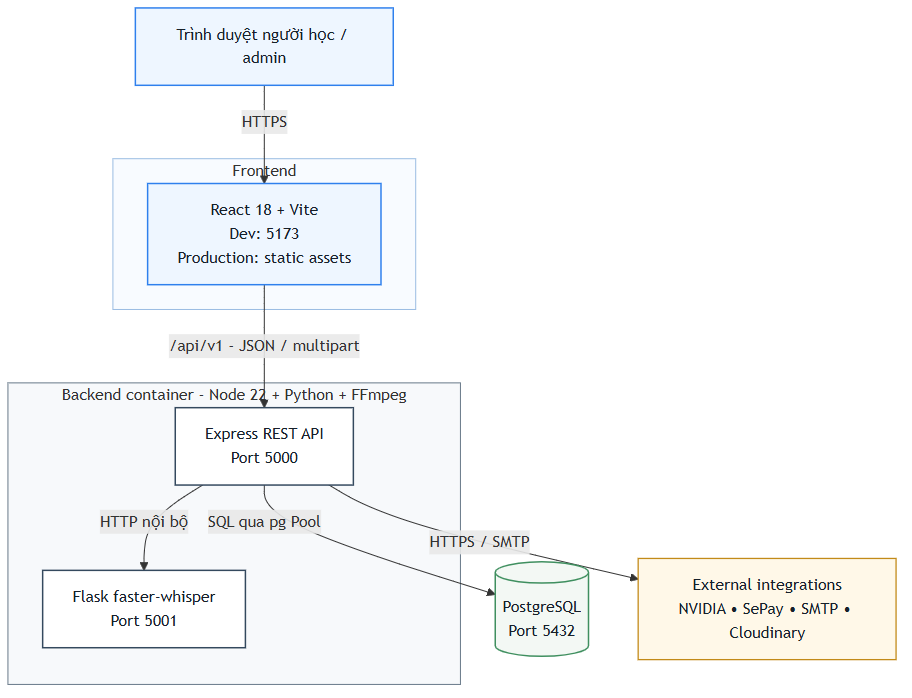 Trình duyệt người học /
admin
HTTPS
Frontend
React 18 + Vite
Dev: 5173
Production: static assets
/api/v1 - JSON / multipart
Backend container - Node 22 + Python + FFmpeg
Express REST API
Port 5000
HTTP nội bộ
SQL qua pg Pool
HTTPS / SMTP
Flask faster-whisper
Port 5001
PostgreSQL
Port 5432
External integrations
NVIDIA • SePay • SMTP •
Cloudinary